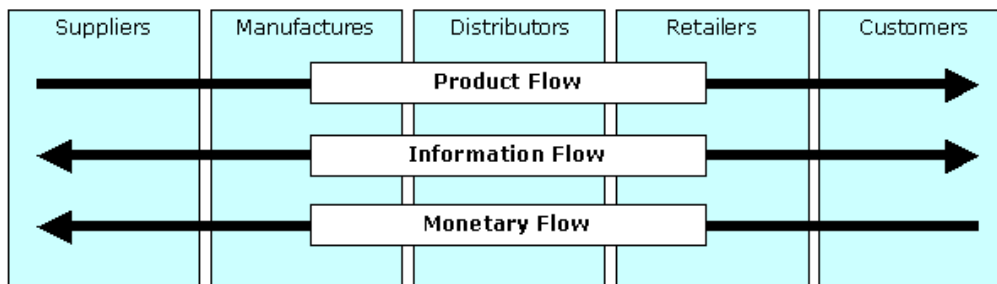 Suppliers
Manufactures
Distributors
Retailers
Customers
Product Flow
Information Flow
Monetary Flow